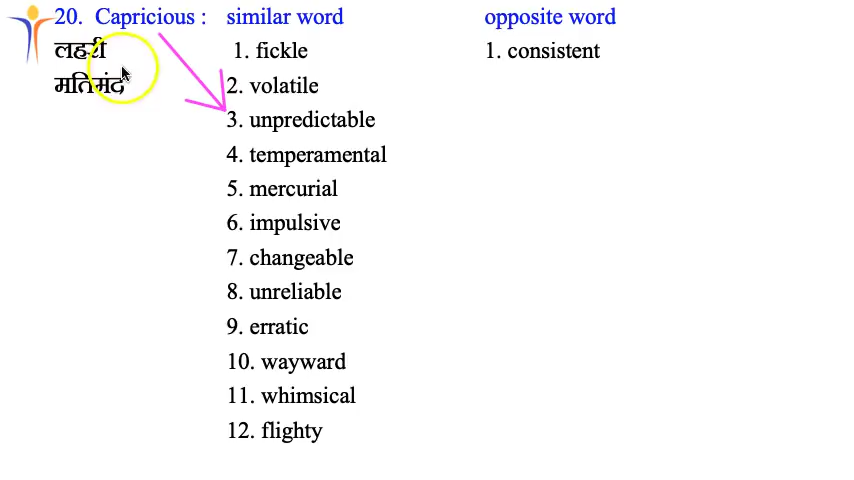 20. Capricious : similar word opposite word
लहरी 1. fickle 1. consistent
मतिमंद 2. volatile
3. unpredictable
4. temperamental
5. mercurial
6. impulsive
7. changeable
8. unreliable
9. erratic
10. wayward
11. whimsical
12. flighty